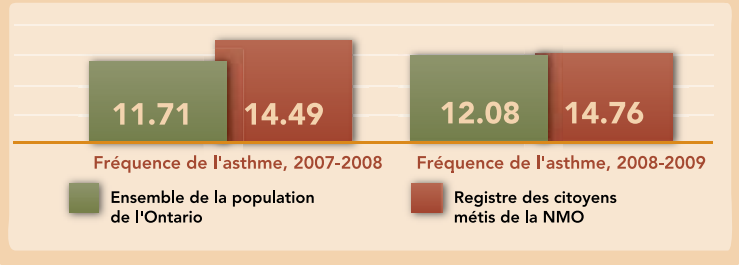 11.71 14.49 12.08 14.76
Fréquence de l'asthme, 2007-2008
Fréquence de l'asthme, 2008-2009
Ensemble de la population
de l'Ontario
Registre des citoyens
métis de la NMO